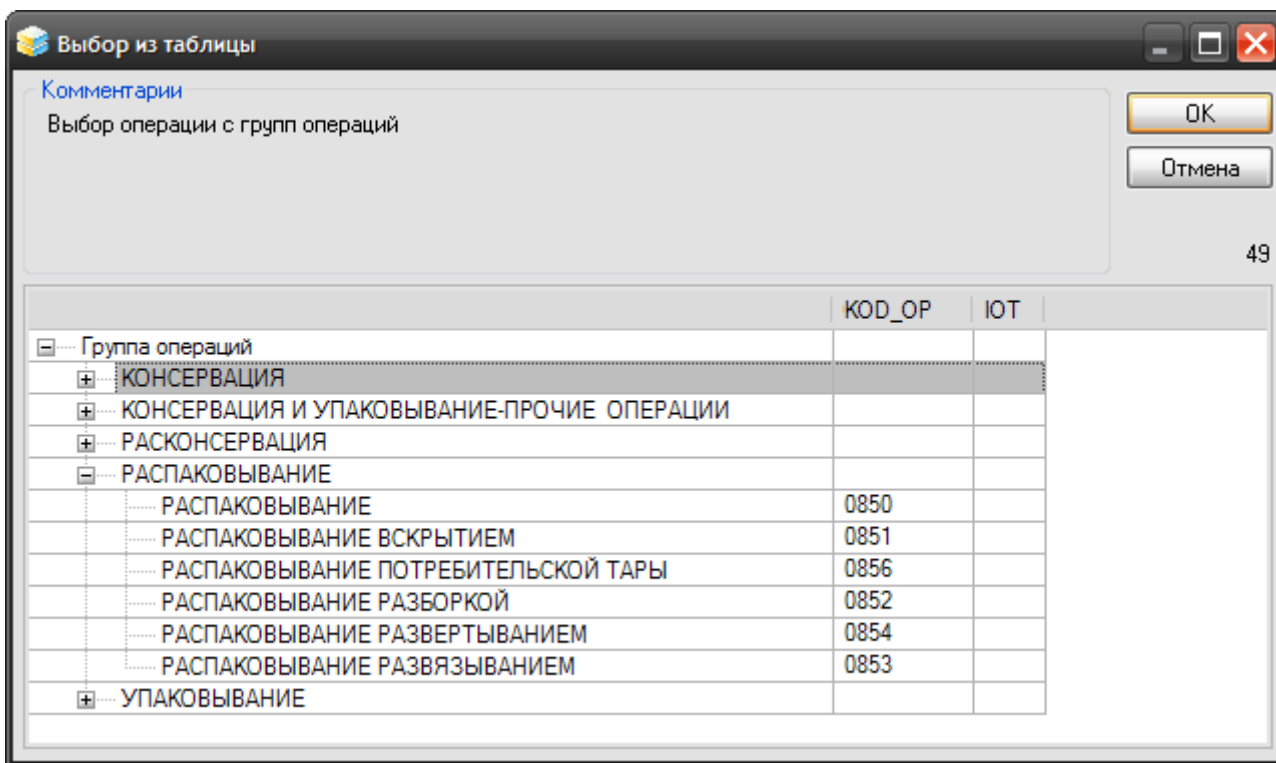 Выбор из таблицы
Комментарии
Выбор операции с групп операций
OK
Отмена
49
KOD_OP IOT
Группа операций
КОНСЕРВАЦИЯ
КОНСЕРВАЦИЯ И УПАКОВЫВАНИЕ-ПРОЧИЕ ОПЕРАЦИИ
РАСКОНСЕРВАЦИЯ
РАСПАКОВЫВАНИЕ
РАСПАКОВЫВАНИЕ 0850
РАСПАКОВЫВАНИЕ ВСКРЫТИЕМ 0851
РАСПАКОВЫВАНИЕ ПОТРЕБИТЕЛЬСКОЙ ТАРЫ 0856
РАСПАКОВЫВАНИЕ РАЗБОРКОЙ 0852
РАСПАКОВЫВАНИЕ РАЗВЕРТЫВАНИЕМ 0854
РАСПАКОВЫВАНИЕ РАЗВЯЗЫВАНИЕМ 0853
УПАКОВЫВАНИЕ